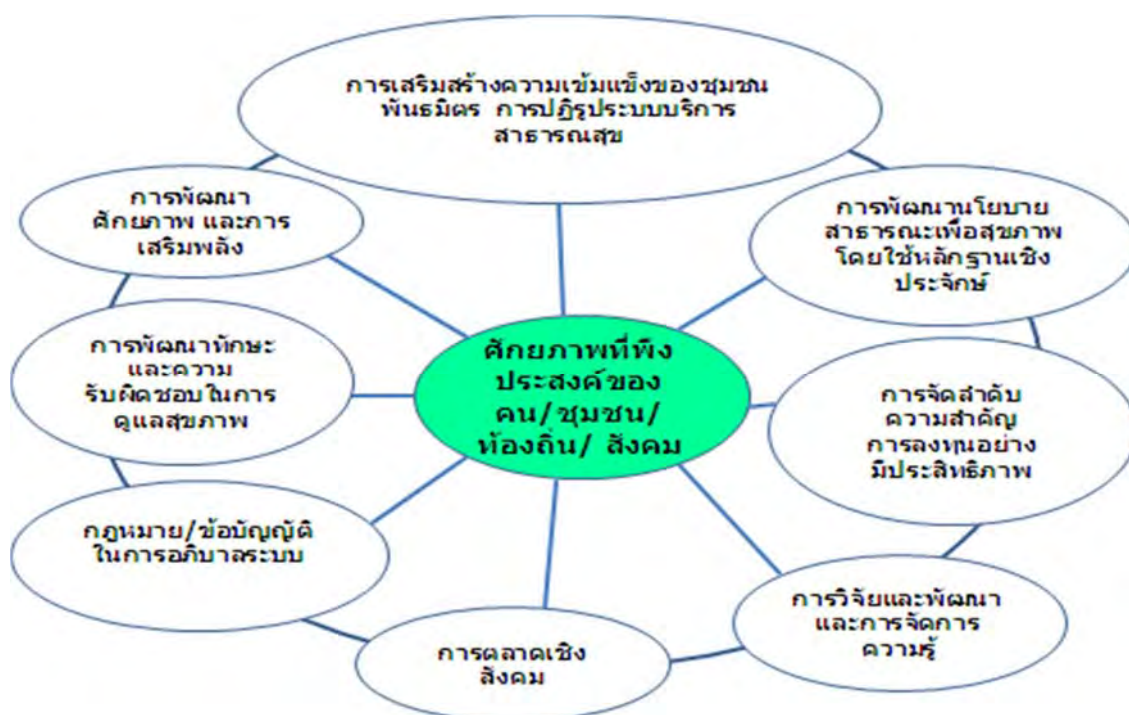 การเสริมสร้างความเข้มแข็งของชุมชน
พันธมิตร การปฏิรูประบบบริการ
สาธารณสุข
การพัฒนา
ศักยภาพ และการ
เสริมพลัง
การพัฒนานโยบาย
สาธารณะเพื่อสุขภาพ
โดยใช้หลักฐานเชิง
ประจักษ์
การพัฒนาทักษะ
และความ
รับผิดชอบในการ
ดูแลสุขภาพ
ศักยภาพที่พึง
ประสงค์ของ
คน/ชุมชน/
ท้องถิ่น/ สังคม
การจัดลำดับ
ความสำคัญ
การลงทุนอย่าง
มีประสิทธิภาพ
กฎหมาย/ข้อบัญญัติ
ในการอภิบาลระบบ
การวิจัยและพัฒนา
และการจัดการ
ความรู้
การตลาดเชิง
สังคม